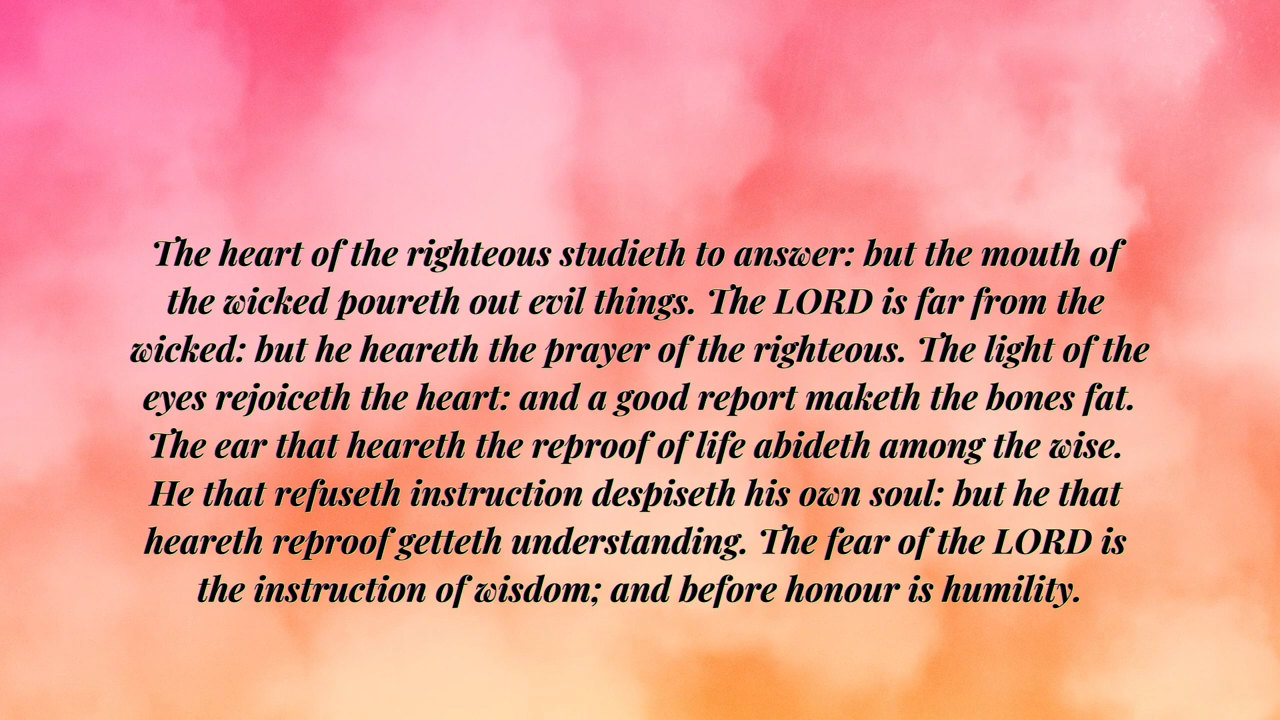 The heart of the righteous studieth to answer: but the mouth of
the wicked poureth out evil things. The LORD is far from the
wicked: but he heareth the prayer of the righteous. The light of the
eyes rejoiceth the heart: and a good report maketh the bones fat.
The ear that heareth the reproof of life abideth among the wise.
He that refuseth instruction despiseth his own soul: but he that
heareth reproof getteth understanding. The fear of the LORD is
the instruction of wisdom; and before honour is humility.